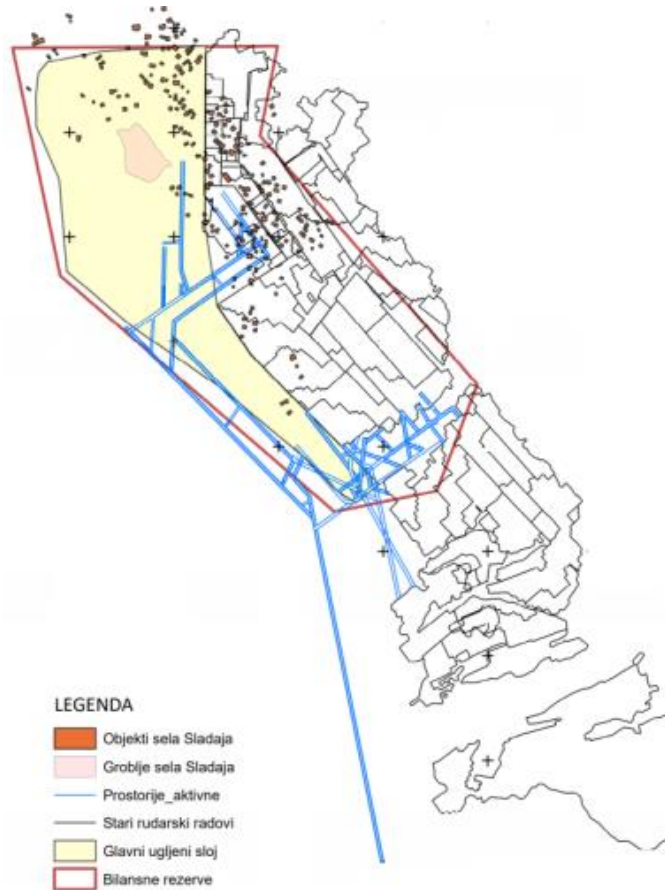 LEGENDA
Objekti sela Sladaja
Groblje sela Sladaja
Prostorije_aktivne
Stari rudarski radovi
Glavni ugljeni sloj
Bilansne rezerve